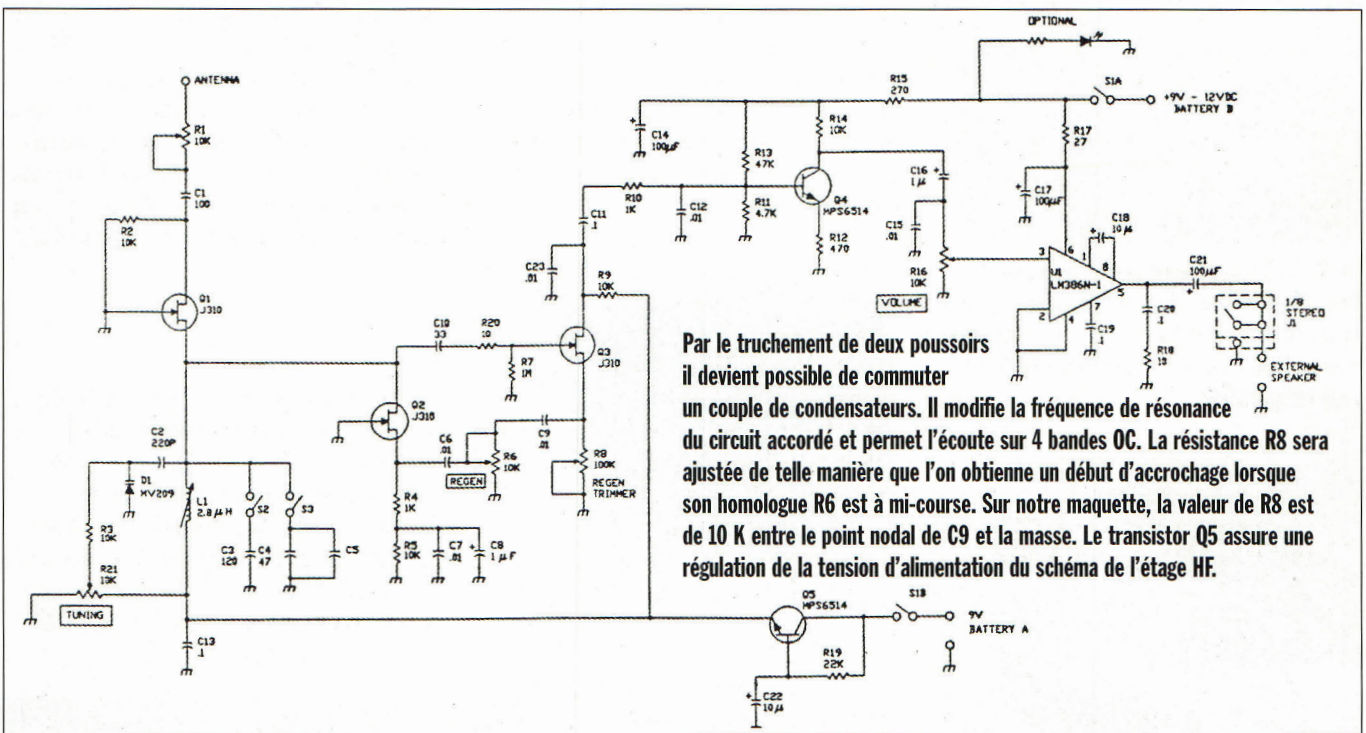 OPTIONAL
ANTENNA
R1
10K
C1
100
R2
10K
Q1
J310
C2
220P
D1
MV209
L1
2.8µH
R3
10K
R21
10K
TUNING
C13
.1
S2
S3
C3
120
C4
47
C5
Q2
J310
R4
1K
R5
10K
C7
.01
C8
1µF
C6
.01
R6
10K
REGEN
C9
.01
R8
100K
REGEN
TRIMMER
C10
33
R20
10
R7
1M
Q3
J310
C23
.01
R9
10K
C11
.1
R10
1K
C12
.01
C14
100µF
R13
47K
R11
4.7K
R15
270
R14
10K
Q4
MPS6514
R12
470
C16
1µ
C15
.01
R16
10K
VOLUME
S1A
+9V - 12VDC
BATTERY B
R17
27
C17
100µF
C18
10µ
3
6
1
8
U1
LM386N-1
5
2
4
7
C19
.1
C20
.1
R18
10
C21
100µF
1/8
STEREO
J1
EXTERNAL
SPEAKER
Par le truchement de deux poussoirs
il devient possible de commuter
un couple de condensateurs. Il modifie la fréquence de résonance
du circuit accordé et permet l'écoute sur 4 bandes OC. La résistance R8 sera
ajustée de telle manière que l'on obtienne un début d'accrochage lorsque
son homologue R6 est à mi-course. Sur notre maquette, la valeur de R8 est
de 10 K entre le point nodal de C9 et la masse. Le transistor Q5 assure une
régulation de la tension d'alimentation du schéma de l'étage HF.
Q5
MPS6514
S1B
9V
BATTERY A
R19
22K
C22
10µ